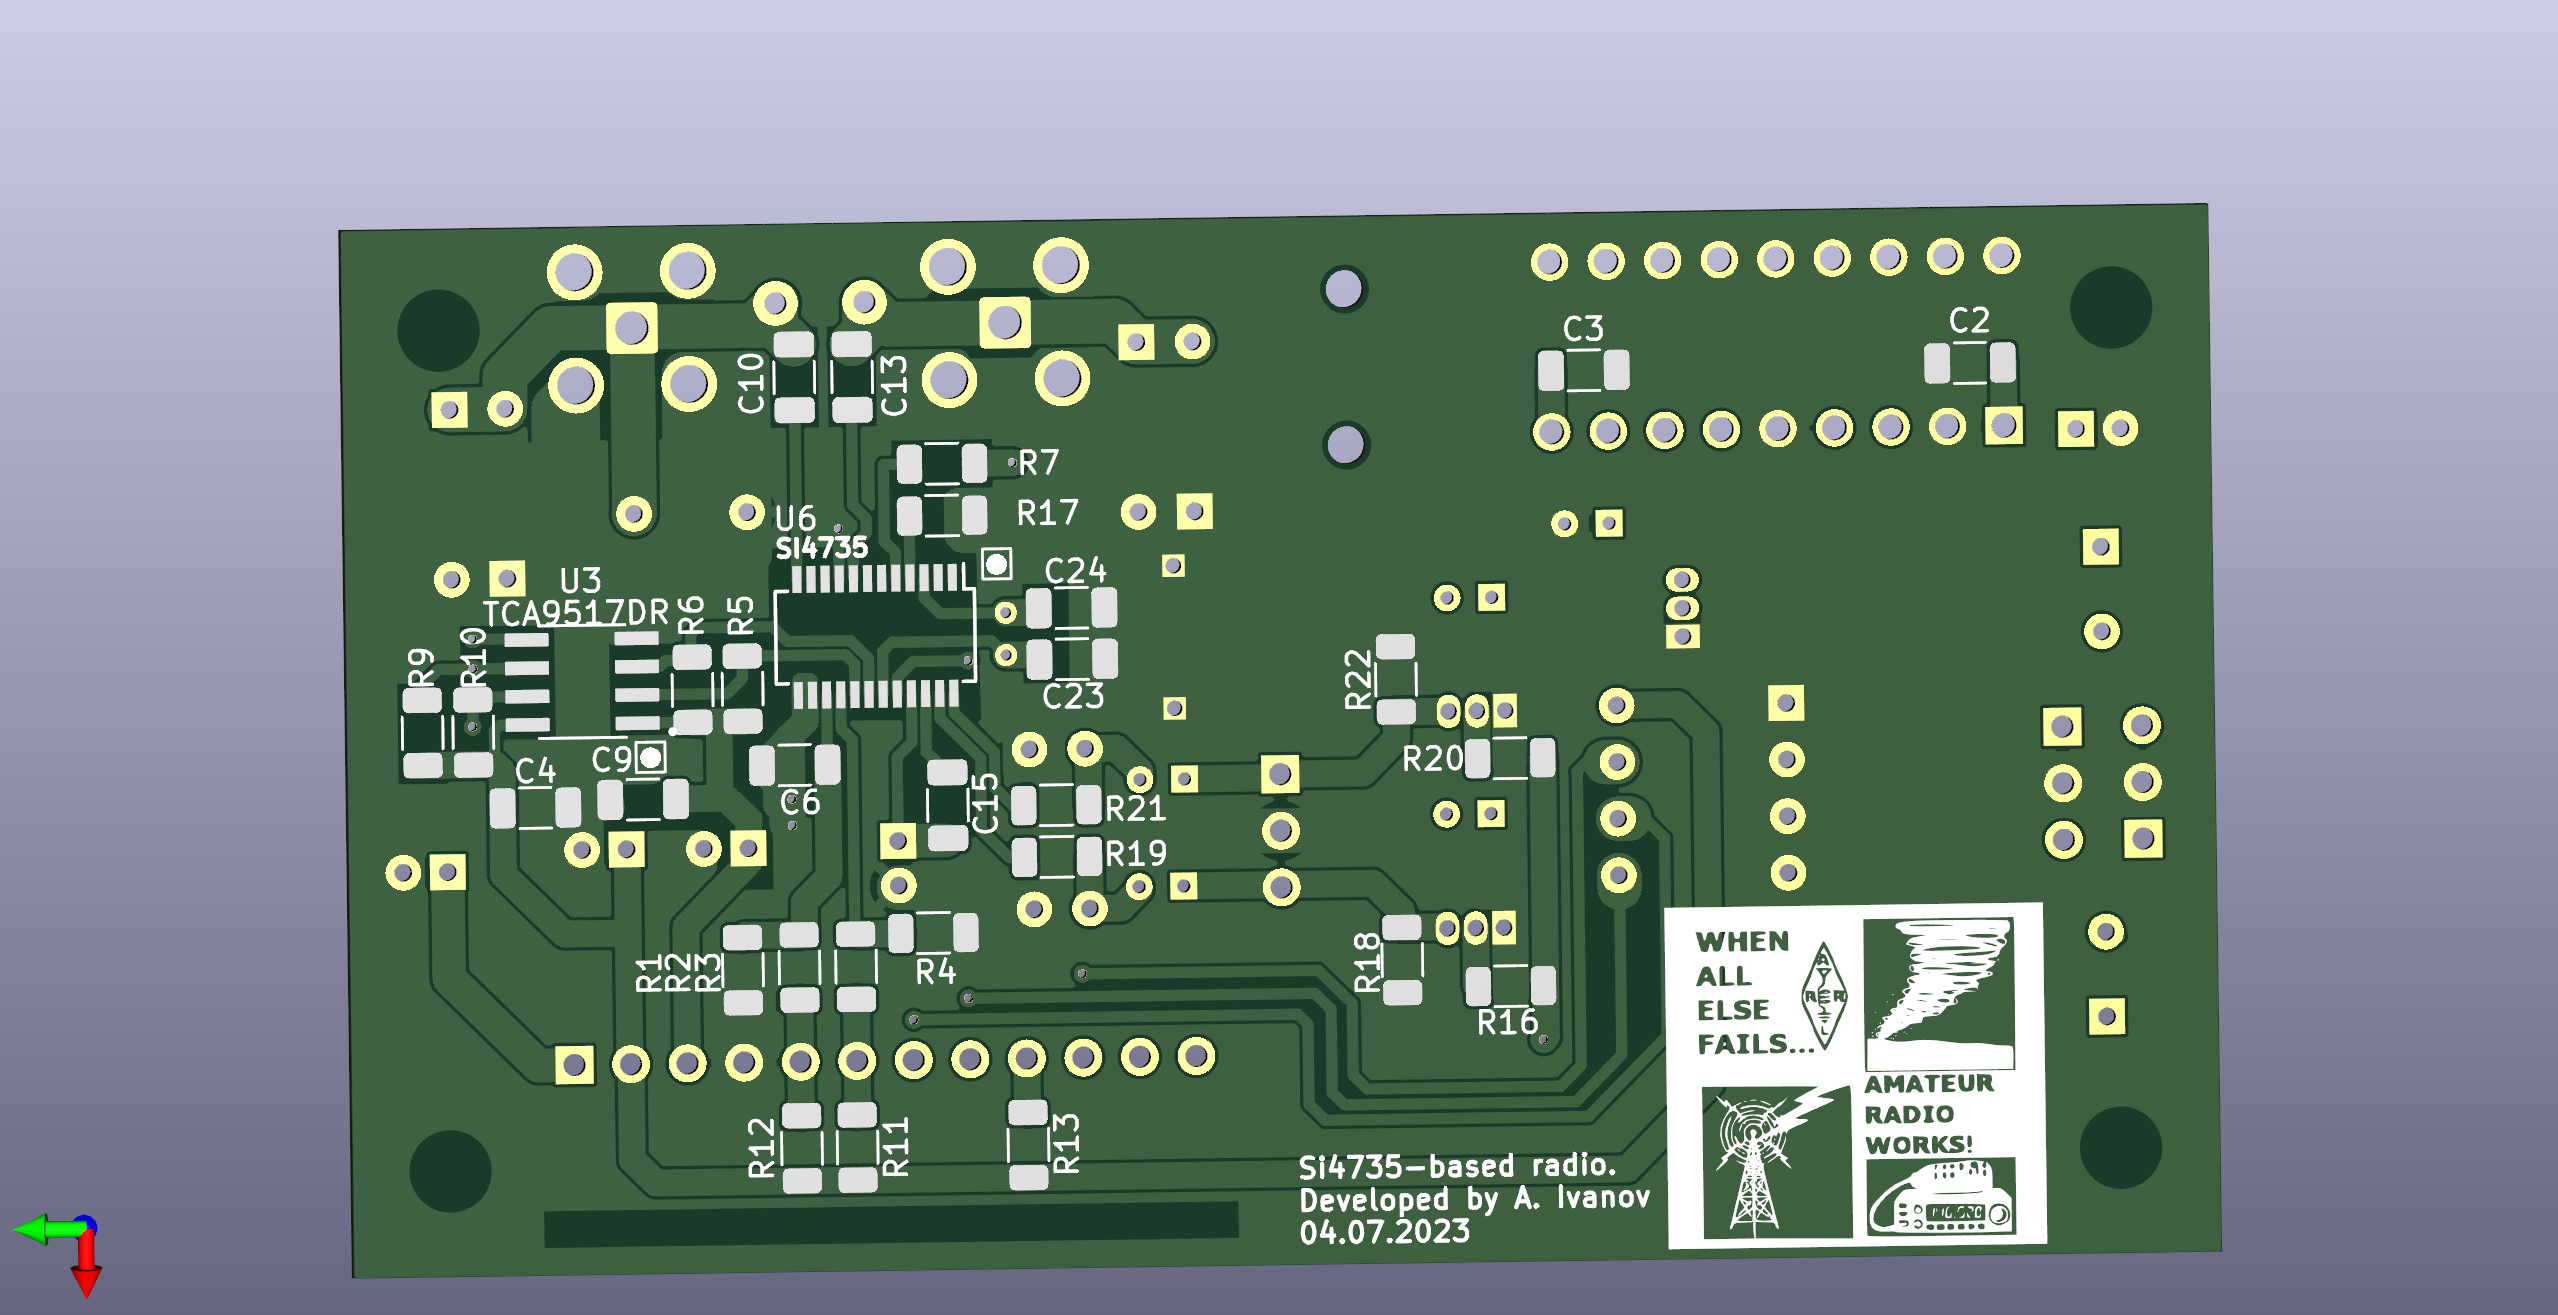 C3
C2
C10
C13
R7
R17
U6
SI4735
C24
U3
TCA9517DR
R6
R5
R9
R10
C23
R22
R20
C9
C4
C6
C15
R21
R19
R1
R2
R3
R4
R18
R16
R12
R11
R13
Si4735-based radio.
Developed by A. Ivanov
04.07.2023
WHEN
ALL
ELSE
FAILS...
A
R R
L
AMATEUR
RADIO
WORKS!